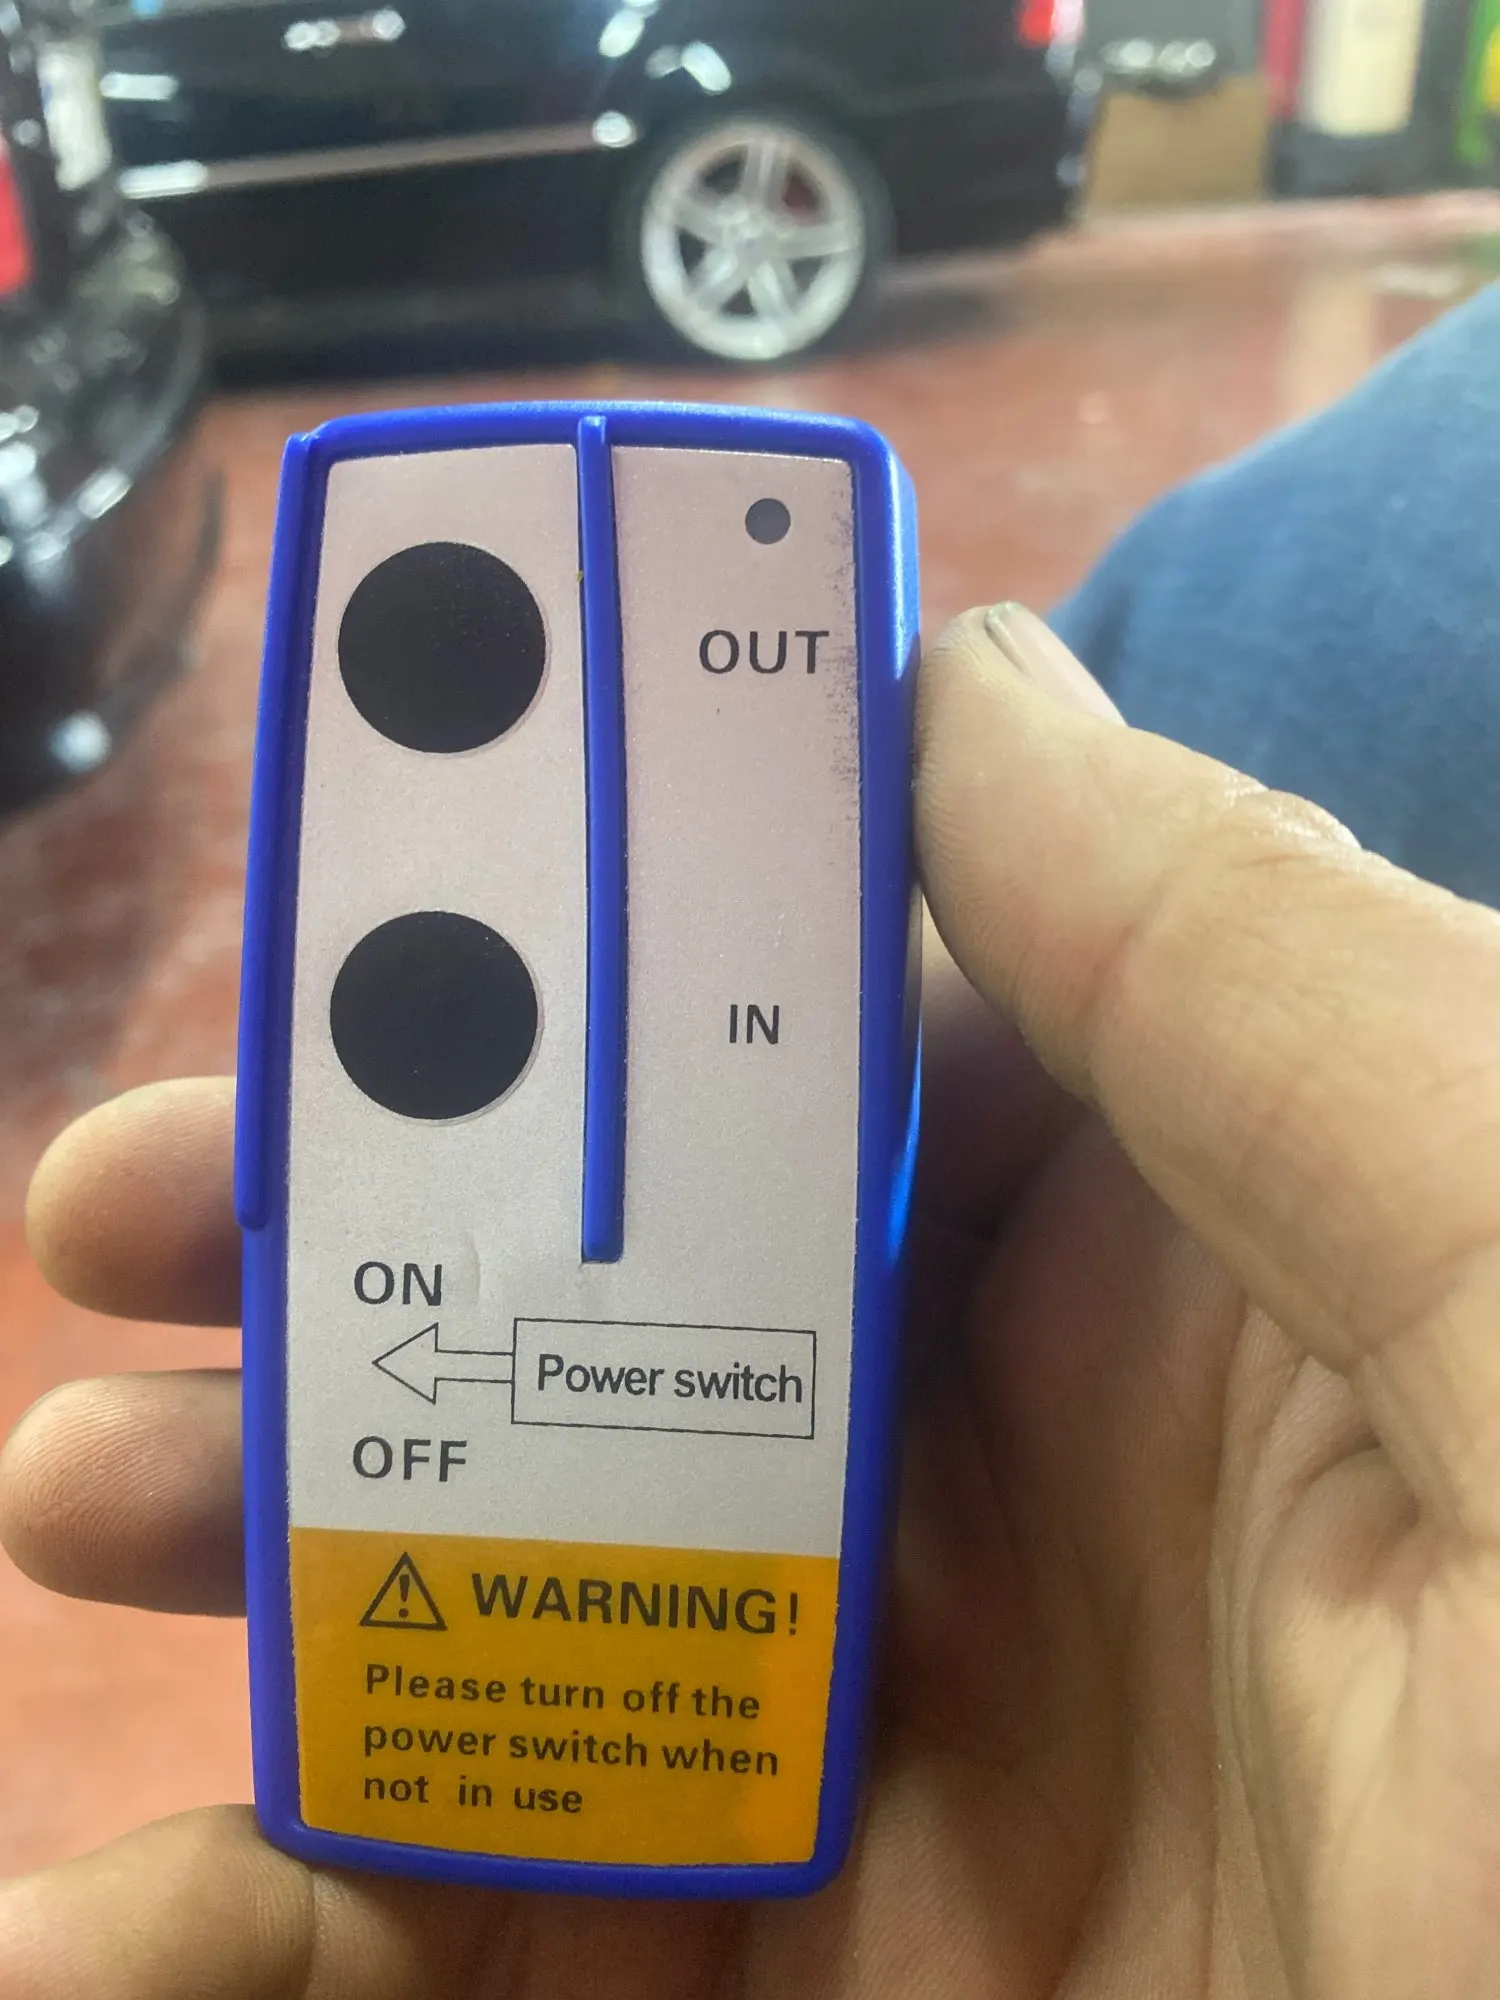 OUT
IN
ON
Power switch
OFF
WARNING!
Please turn off the
power switch when
not in use